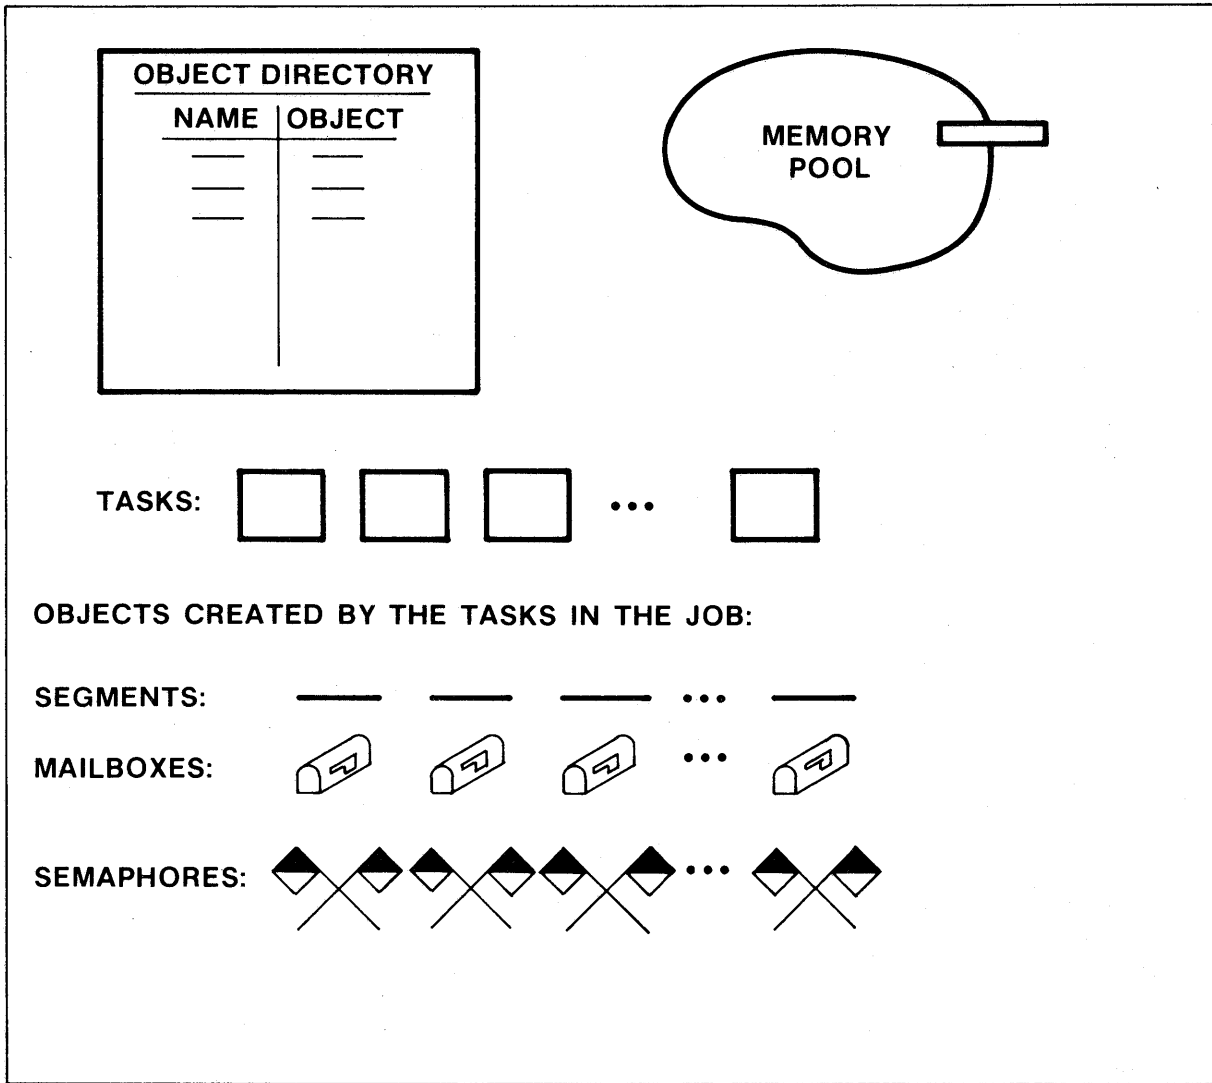 OBJECT DIRECTORY
NAME OBJECT
MEMORY
POOL
TASKS: •••
OBJECTS CREATED BY THE TASKS IN THE JOB:
SEGMENTS: •••
MAILBOXES: •••
SEMAPHORES: •••